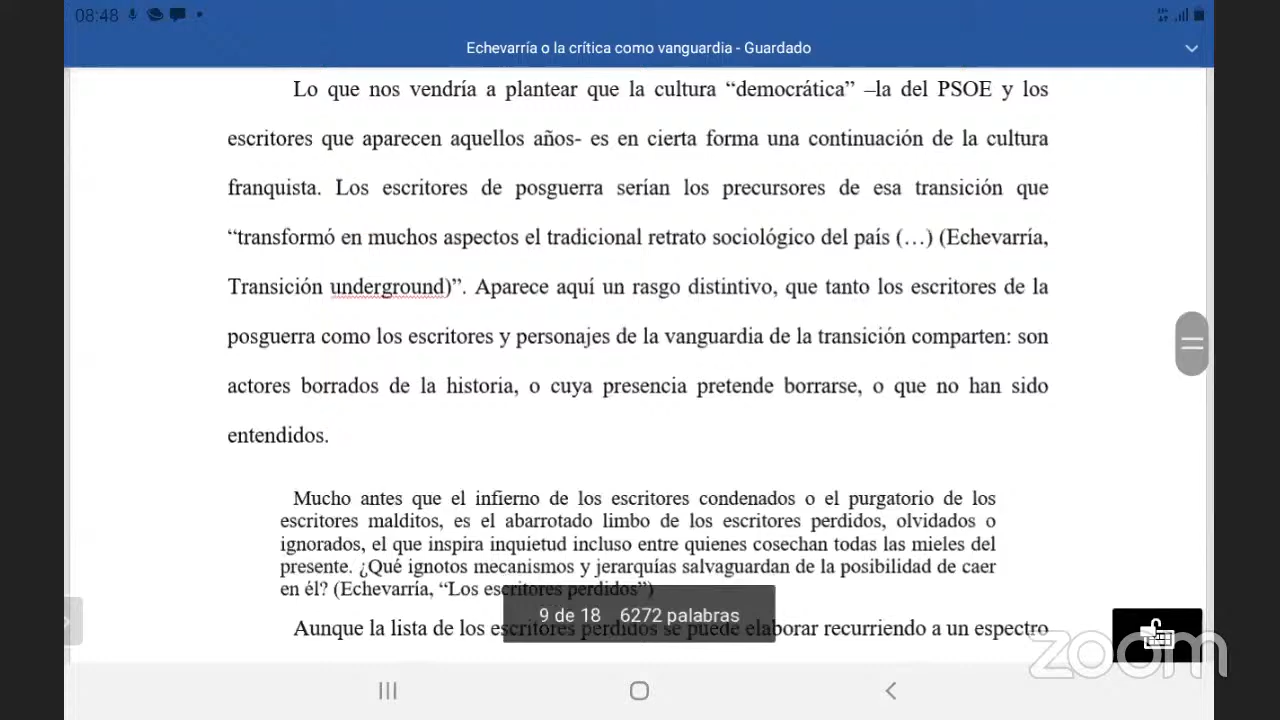 08:48
Echevarría o la crítica como vanguardia - Guardado
Lo que nos vendría a plantear que la cultura “democrática” –la del PSOE y los
escritores que aparecen aquellos años- es en cierta forma una continuación de la cultura
franquista. Los escritores de posguerra serían los precursores de esa transición que
“transformó en muchos aspectos el tradicional retrato sociológico del país (…) (Echevarría,
Transición underground)”. Aparece aquí un rasgo distintivo, que tanto los escritores de la
posguerra como los escritores y personajes de la vanguardia de la transición comparten: son
actores borrados de la historia, o cuya presencia pretende borrarse, o que no han sido
entendidos.
Mucho antes que el infierno de los escritores condenados o el purgatorio de los
escritores malditos, es el abarrotado limbo de los escritores perdidos, olvidados o
ignorados, el que inspira inquietud incluso entre quienes cosechan todas las mieles del
presente. ¿Qué ignotos mecanismos y jerarquías salvaguardan de la posibilidad de caer
en él? (Echevarría, “Los escritores perdidos”)
9 de 18 6272 palabras
Aunque la lista de los escritores perdidos se puede elaborar recurriendo a un espectro
zoom